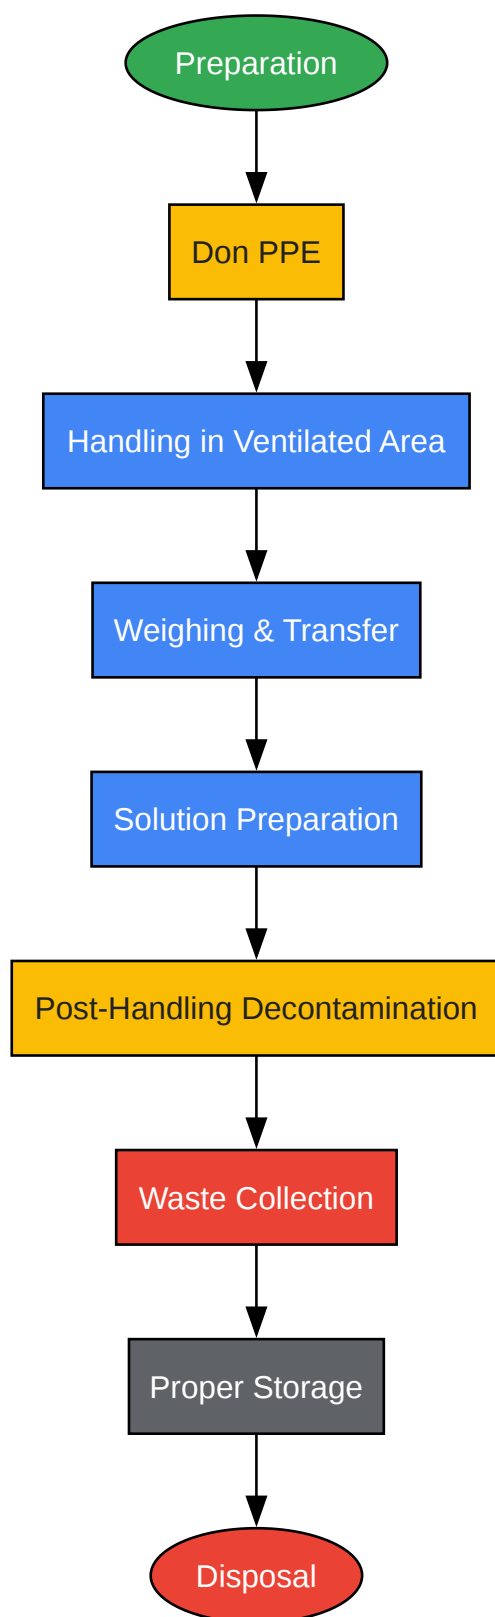 Preparation
Don PPE
Handling in Ventilated Area
Weighing & Transfer
Solution Preparation
Post-Handling Decontamination
Waste Collection
Proper Storage
Disposal